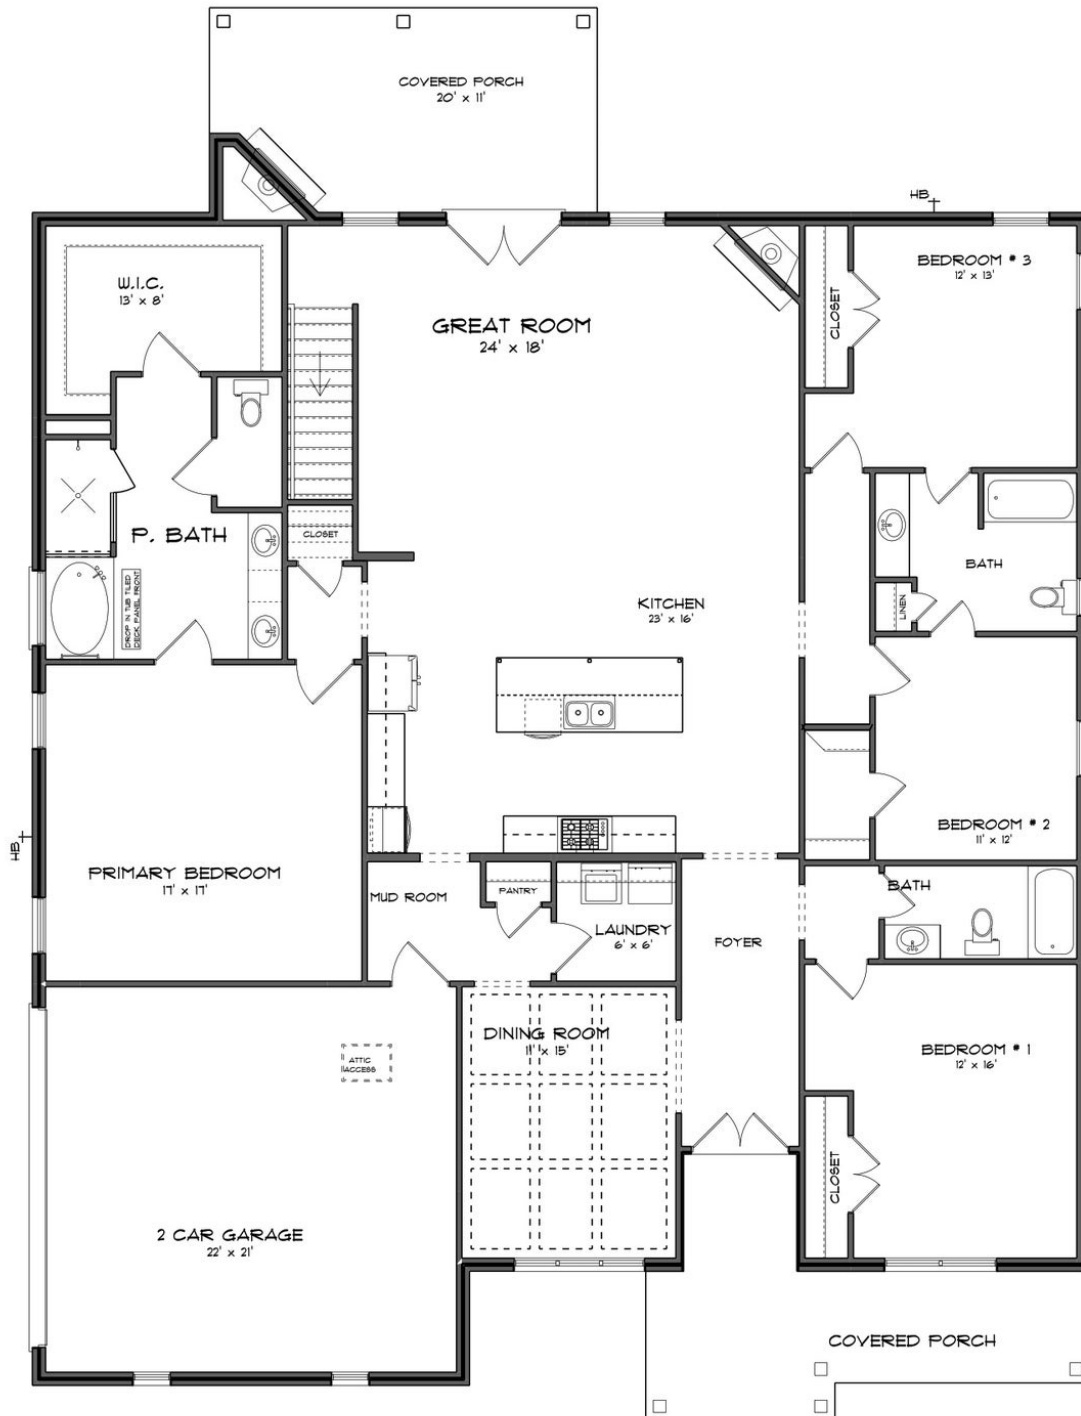 COVERED PORCH
20' x 11'
HB
W.I.C.
13' x 8'
GREAT ROOM
24' x 18'
CLOSET
BEDROOM # 3
12' x 13'
P. BATH
CLOSET
DROP IN TUB TILED
DECK, PANEL FRONT
KITCHEN
23' x 16'
BATH
LINEN
HB
PRIMARY BEDROOM
17' x 17'
BEDROOM # 2
11' x 12'
MUD ROOM
PANTRY
LAUNDRY
6' x 6'
FOYER
BATH
DINING ROOM
11' x 15'
ATTIC
ACCESS
BEDROOM # 1
12' x 16'
CLOSET
2 CAR GARAGE
22' x 21'
COVERED PORCH